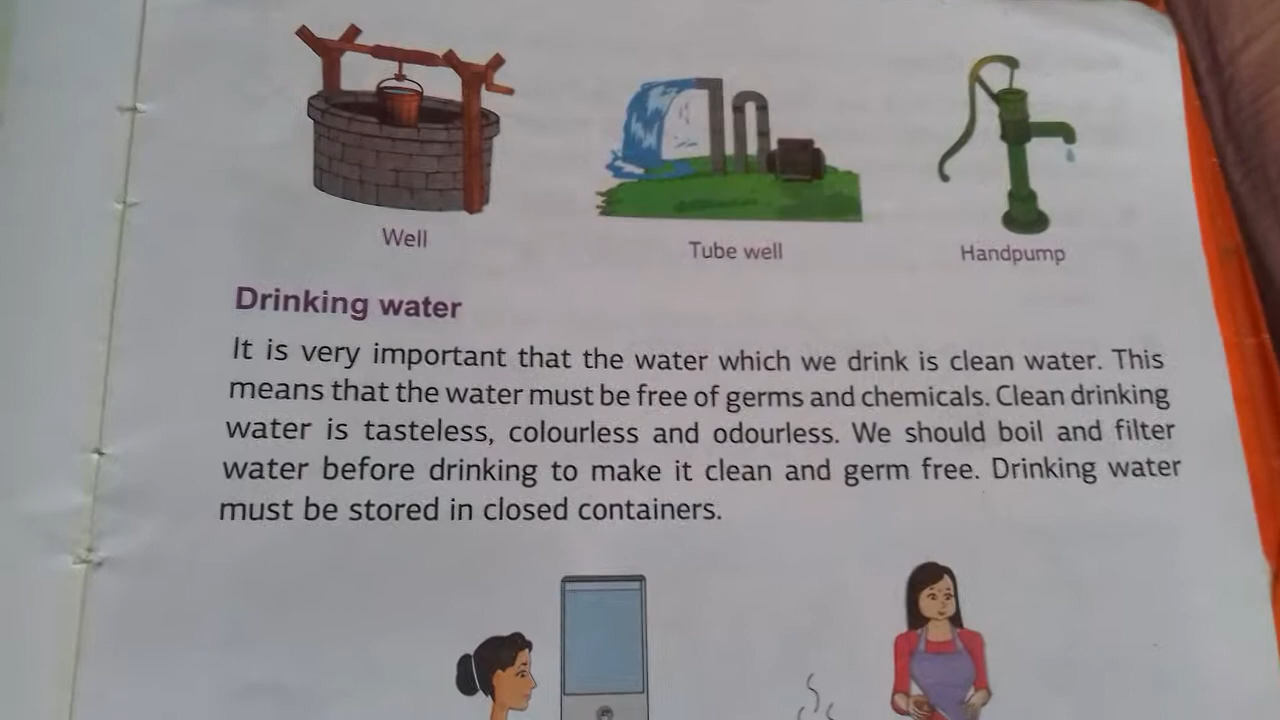 Well
Tube well
Handpump
Drinking water
It is very important that the water which we drink is clean water. This
means that the water must be free of germs and chemicals. Clean drinking
water is tasteless, colourless and odourless. We should boil and filter
water before drinking to make it clean and germ free. Drinking water
must be stored in closed containers.